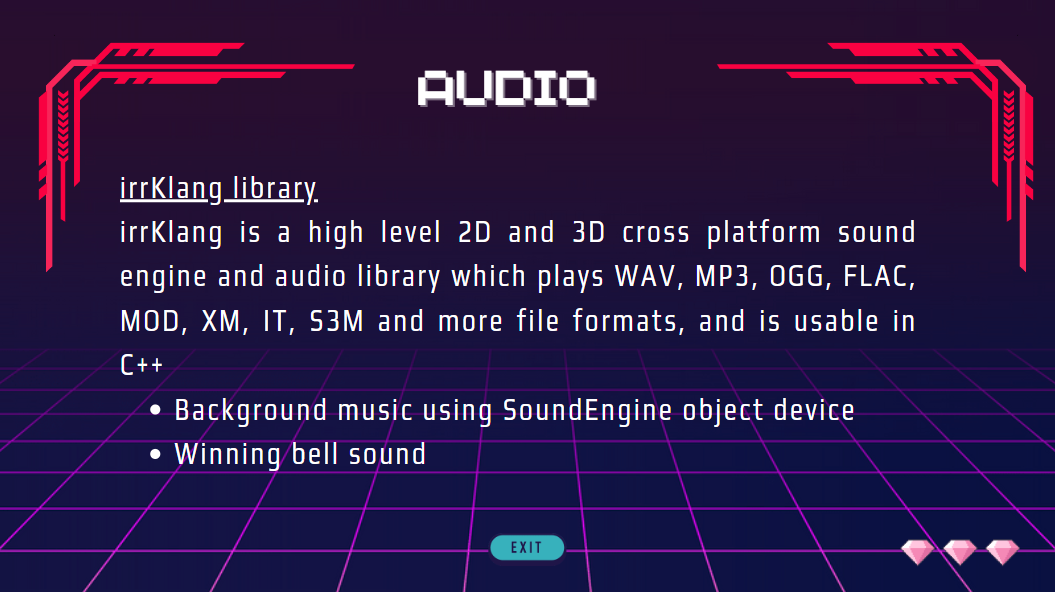 AUDIO
irrKlang library
irrKlang is a high level 2D and 3D cross platform sound
engine and audio library which plays WAV, MP3, OGG, FLAC,
MOD, XM, IT, S3M and more file formats, and is usable in
C++
• Background music using SoundEngine object device
• Winning bell sound
EXIT